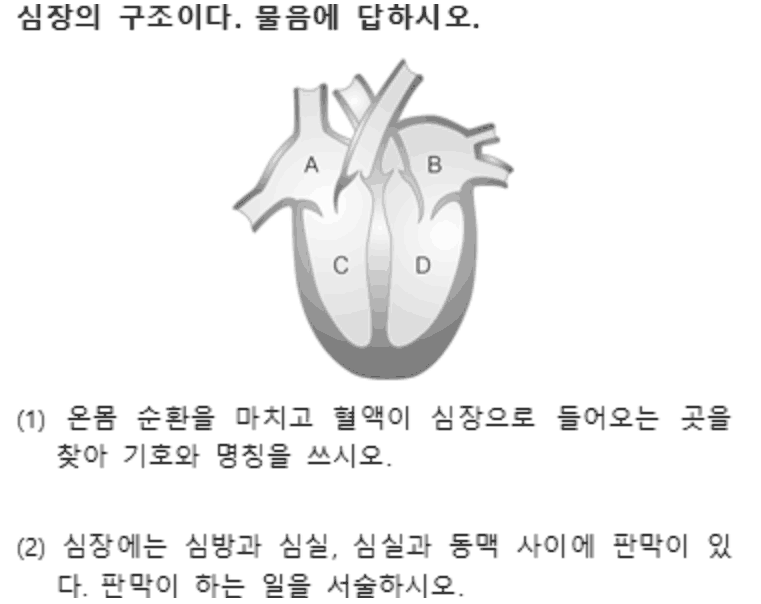 심장의 구조이다. 물음에 답하시오.
A
B
C
D
(1) 온몸 순환을 마치고 혈액이 심장으로 들어오는 곳을
찾아 기호와 명칭을 쓰시오.
(2) 심장에는 심방과 심실, 심실과 동맥 사이에 판막이 있
다. 판막이 하는 일을 서술하시오.